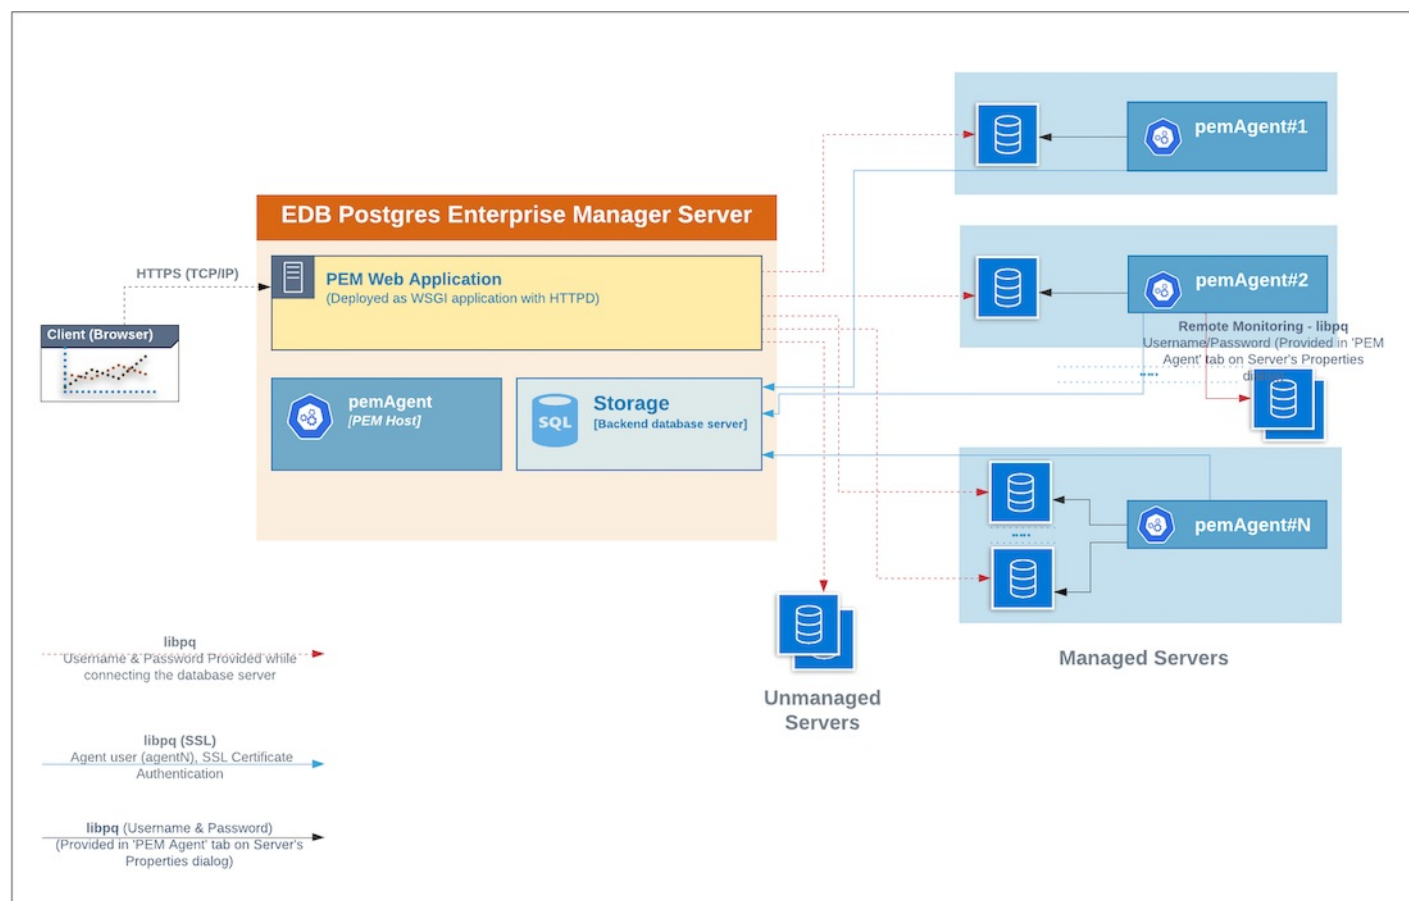 pemAgent#1
EDB Postgres Enterprise Manager Server
HTTPS (TCP/IP)
PEM Web Application
(Deployed as WSGI application with HTTPD)
pemAgent#2
Client (Browser)
Remote Monitoring - libpq
Username/Password (Provided in 'PEM
Agent' tab on Server's Properties
pemAgent
[PEM Host]
SQL
Storage
[Backend database server]
pemAgent#N
Managed Servers
Unmanaged
Servers
libpq
Username & Password Provided while
connecting the database server
libpq (SSL)
Agent user (agentN), SSL Certificate
Authentication
libpq (Username & Password)
(Provided in 'PEM Agent' tab on Server's
Properties dialog)